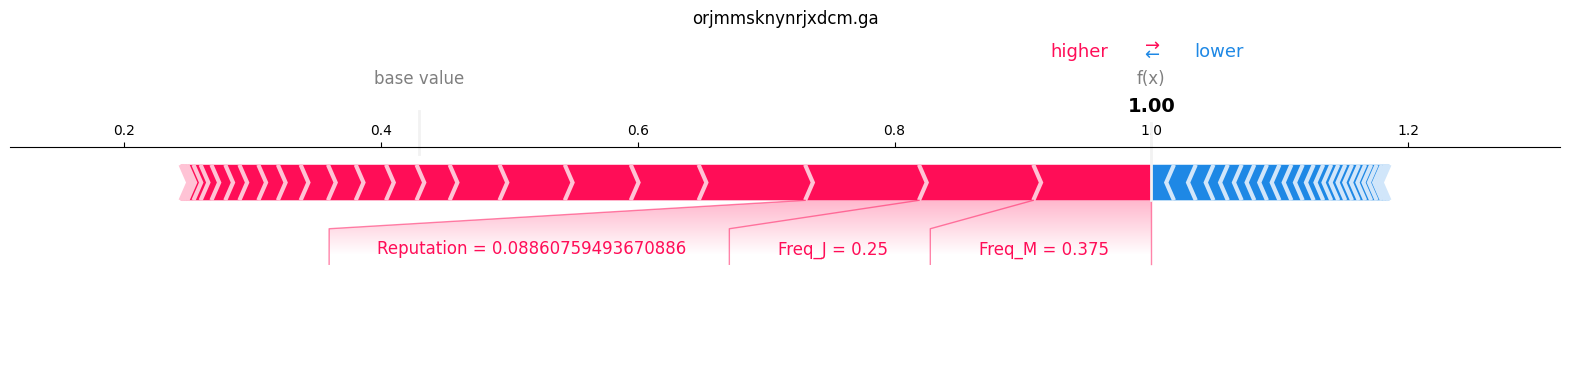 orjmmsknynrjxdcm.ga
higher → ← lower
base value f(x)
1.00
0.2 0.4 0.6 0.8 1 0 1.2
Reputation = 0.08860759493670886 Freq_J = 0.25 Freq_M = 0.375